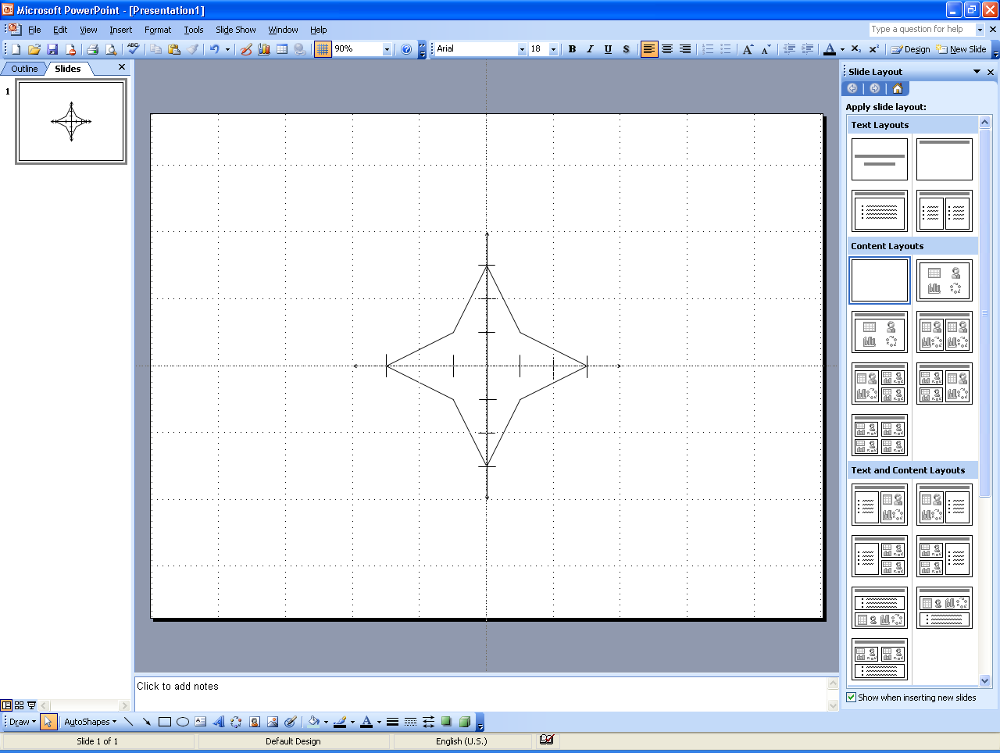 Microsoft PowerPoint - [Presentation1]
File Edit View Insert Format Tools Slide Show Window Help
Type a question for help
90%
Arial
18
B I U S
Design
New Slide
Outline
Slides
1
Slide Layout
Apply slide layout:
Text Layouts
Content Layouts
Text and Content Layouts
Show when inserting new slides
Click to add notes
Draw
AutoShapes
Slide 1 of 1
Default Design
English (U.S.)